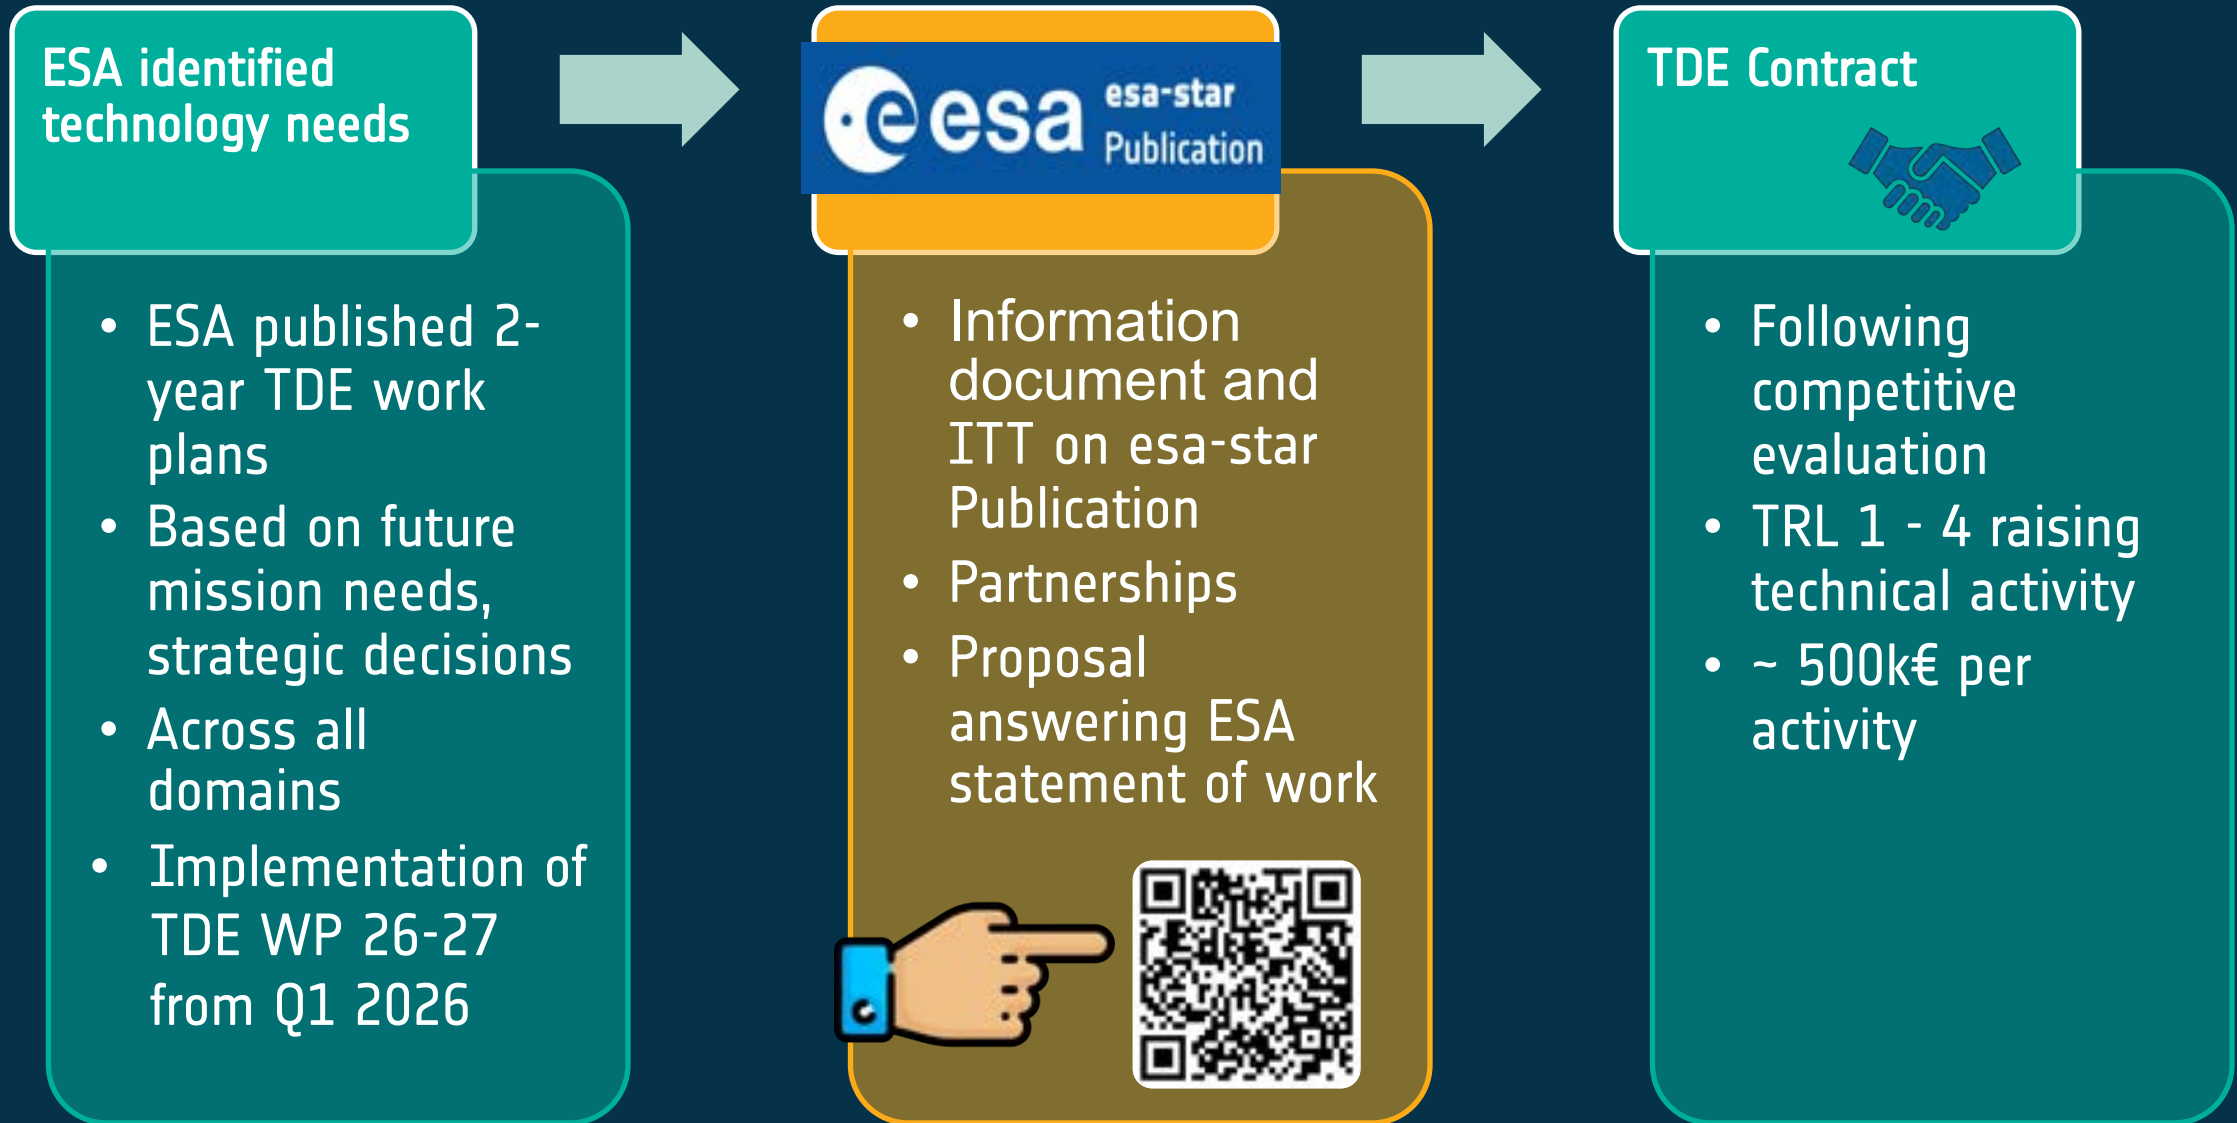 ESA identified
technology needs
• ESA published 2-
year TDE work
plans
• Based on future
mission needs,
strategic decisions
• Across all
domains
• Implementation of
TDE WP 26-27
from Q1 2026
esa esa-star
Publication
• Information
document and
ITT on esa-star
Publication
• Partnerships
• Proposal
answering ESA
statement of work
TDE Contract
• Following
competitive
evaluation
• TRL 1 - 4 raising
technical activity
• ~ 500k€ per
activity